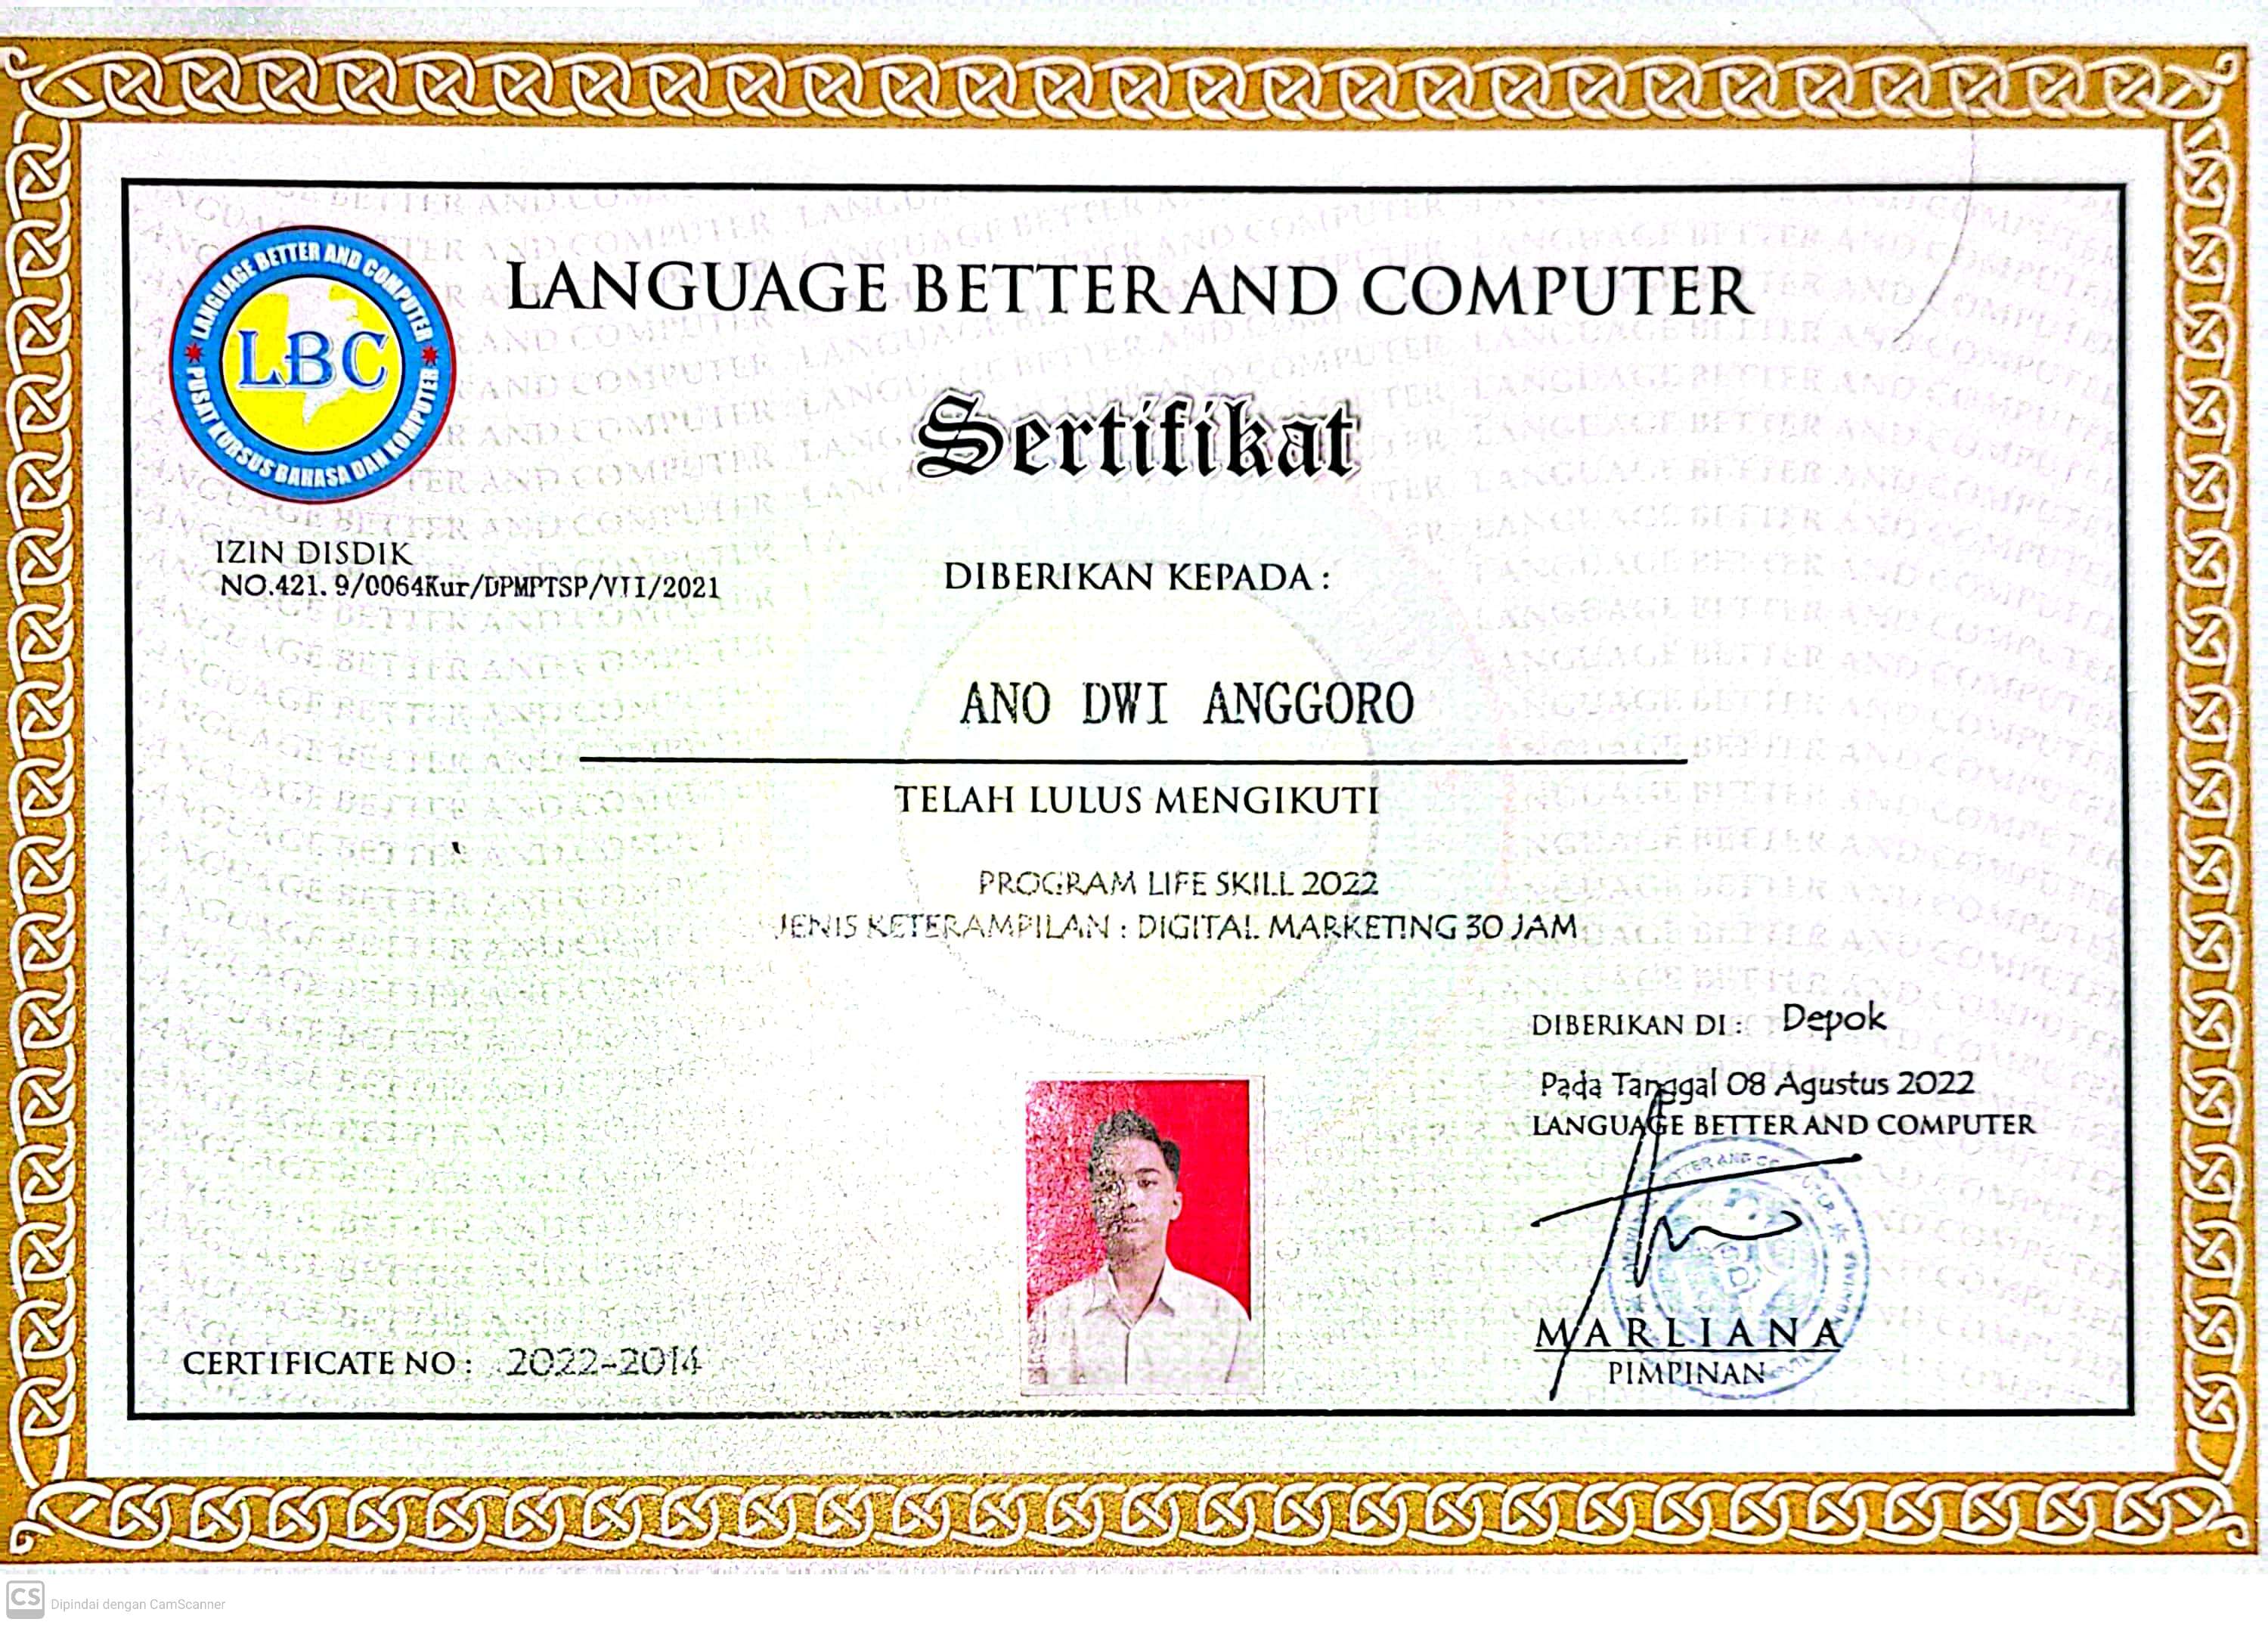 LANGUAGE BETTER AND COMPUTER
LANGUAGE BETTER AND COMPUTER
LBC
PUSAT KURSUS BAHASA DAN KOMPUTER
Sertifikat
IZIN DISDIK
NO.421. 9/0064Kur/DPMPTSP/VII/2021
DIBERIKAN KEPADA :
ANO DWI ANGGORO
TELAH LULUS MENGIKUTI
PROGRAM LIFE SKILL 2022
JENIS KETERAMPILAN : DIGITAL MARKETING 30 JAM
DIBERIKAN DI : Depok
Pada Tanggal 08 Agustus 2022
LANGUAGE BETTER AND COMPUTER
MARLIANA
PIMPINAN
CERTIFICATE NO : 2022-2014
CS Dipindai dengan CamScanner